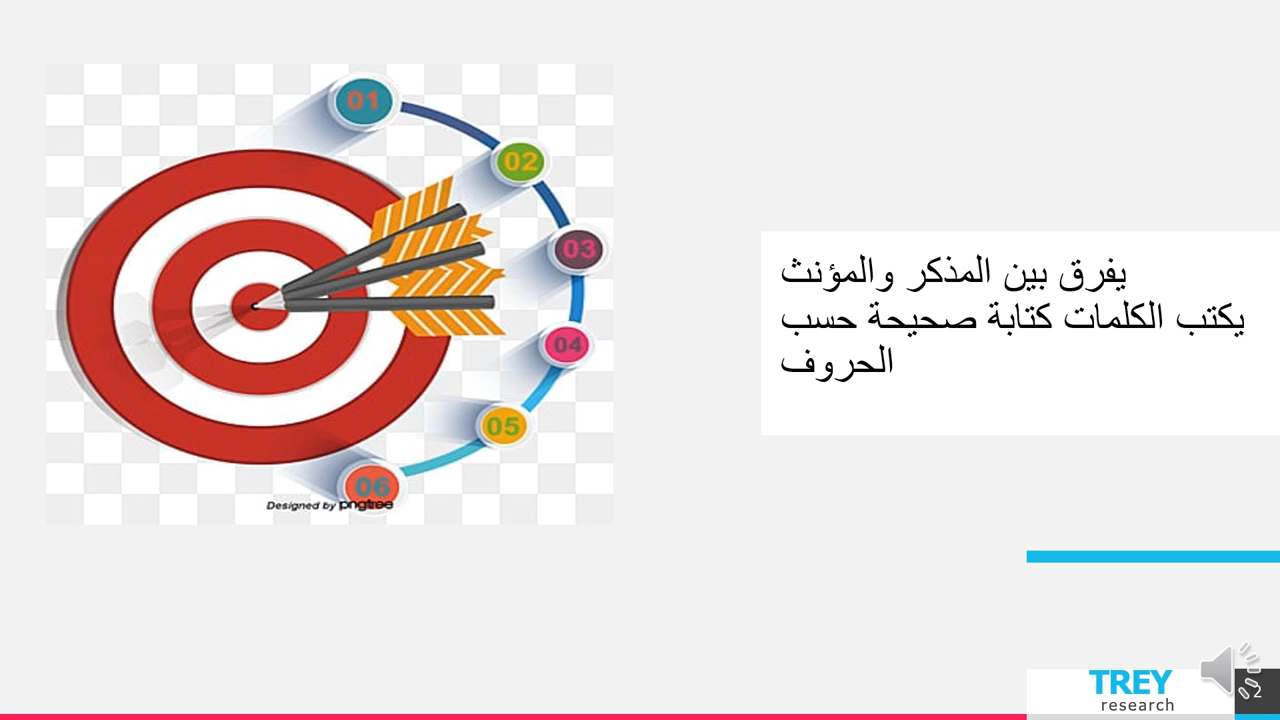 01
02
03
04
05
06
Designed by pngtree
يفرق بين المذكر والمؤنث
يكتب الكلمات كتابة صحيحة حسب
الحروف
TREY
research
2